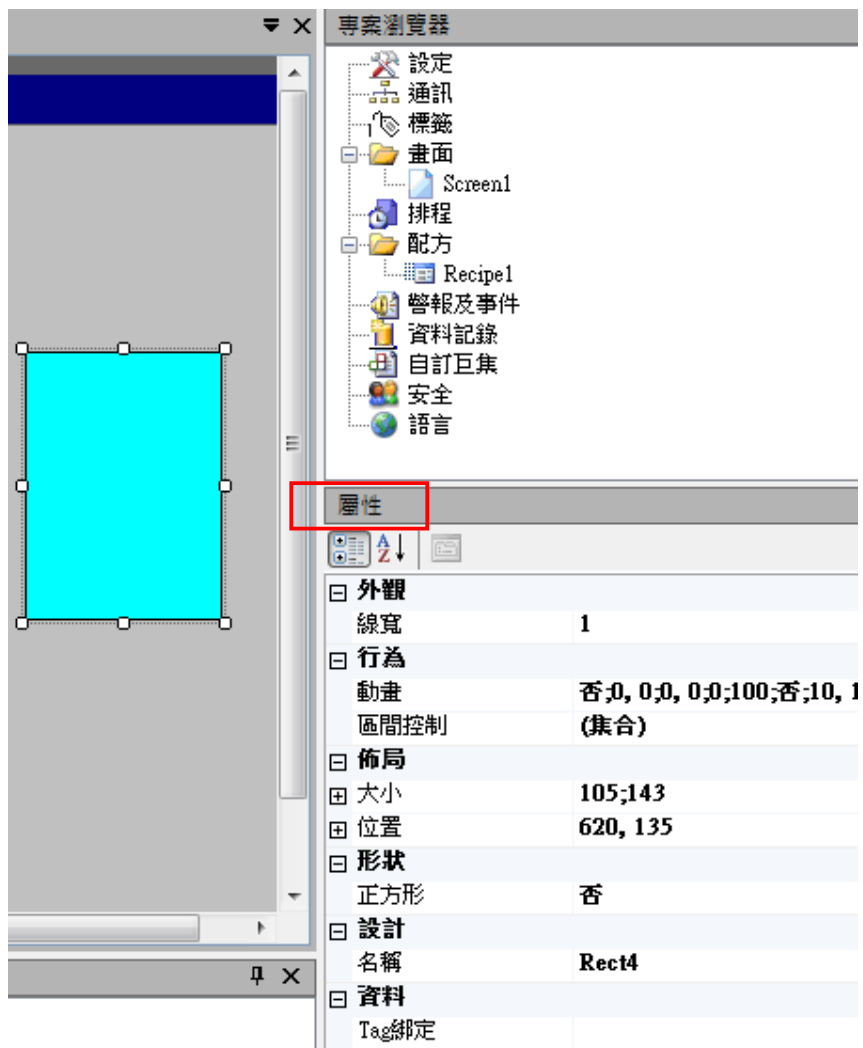 專案瀏覽器
設定
通訊
標籤
畫面
Screen1
排程
配方
Recipe1
警報及事件
資料記錄
自訂巨集
安全
語言
屬性
外觀
線寬 1
行為
動畫 否;0, 0;0, 0;0;100;否;10, 1
區間控制 (集合)
佈局
大小 105;143
位置 620, 135
形狀
正方形 否
設計
名稱 Rect4
資料
Tag綁定